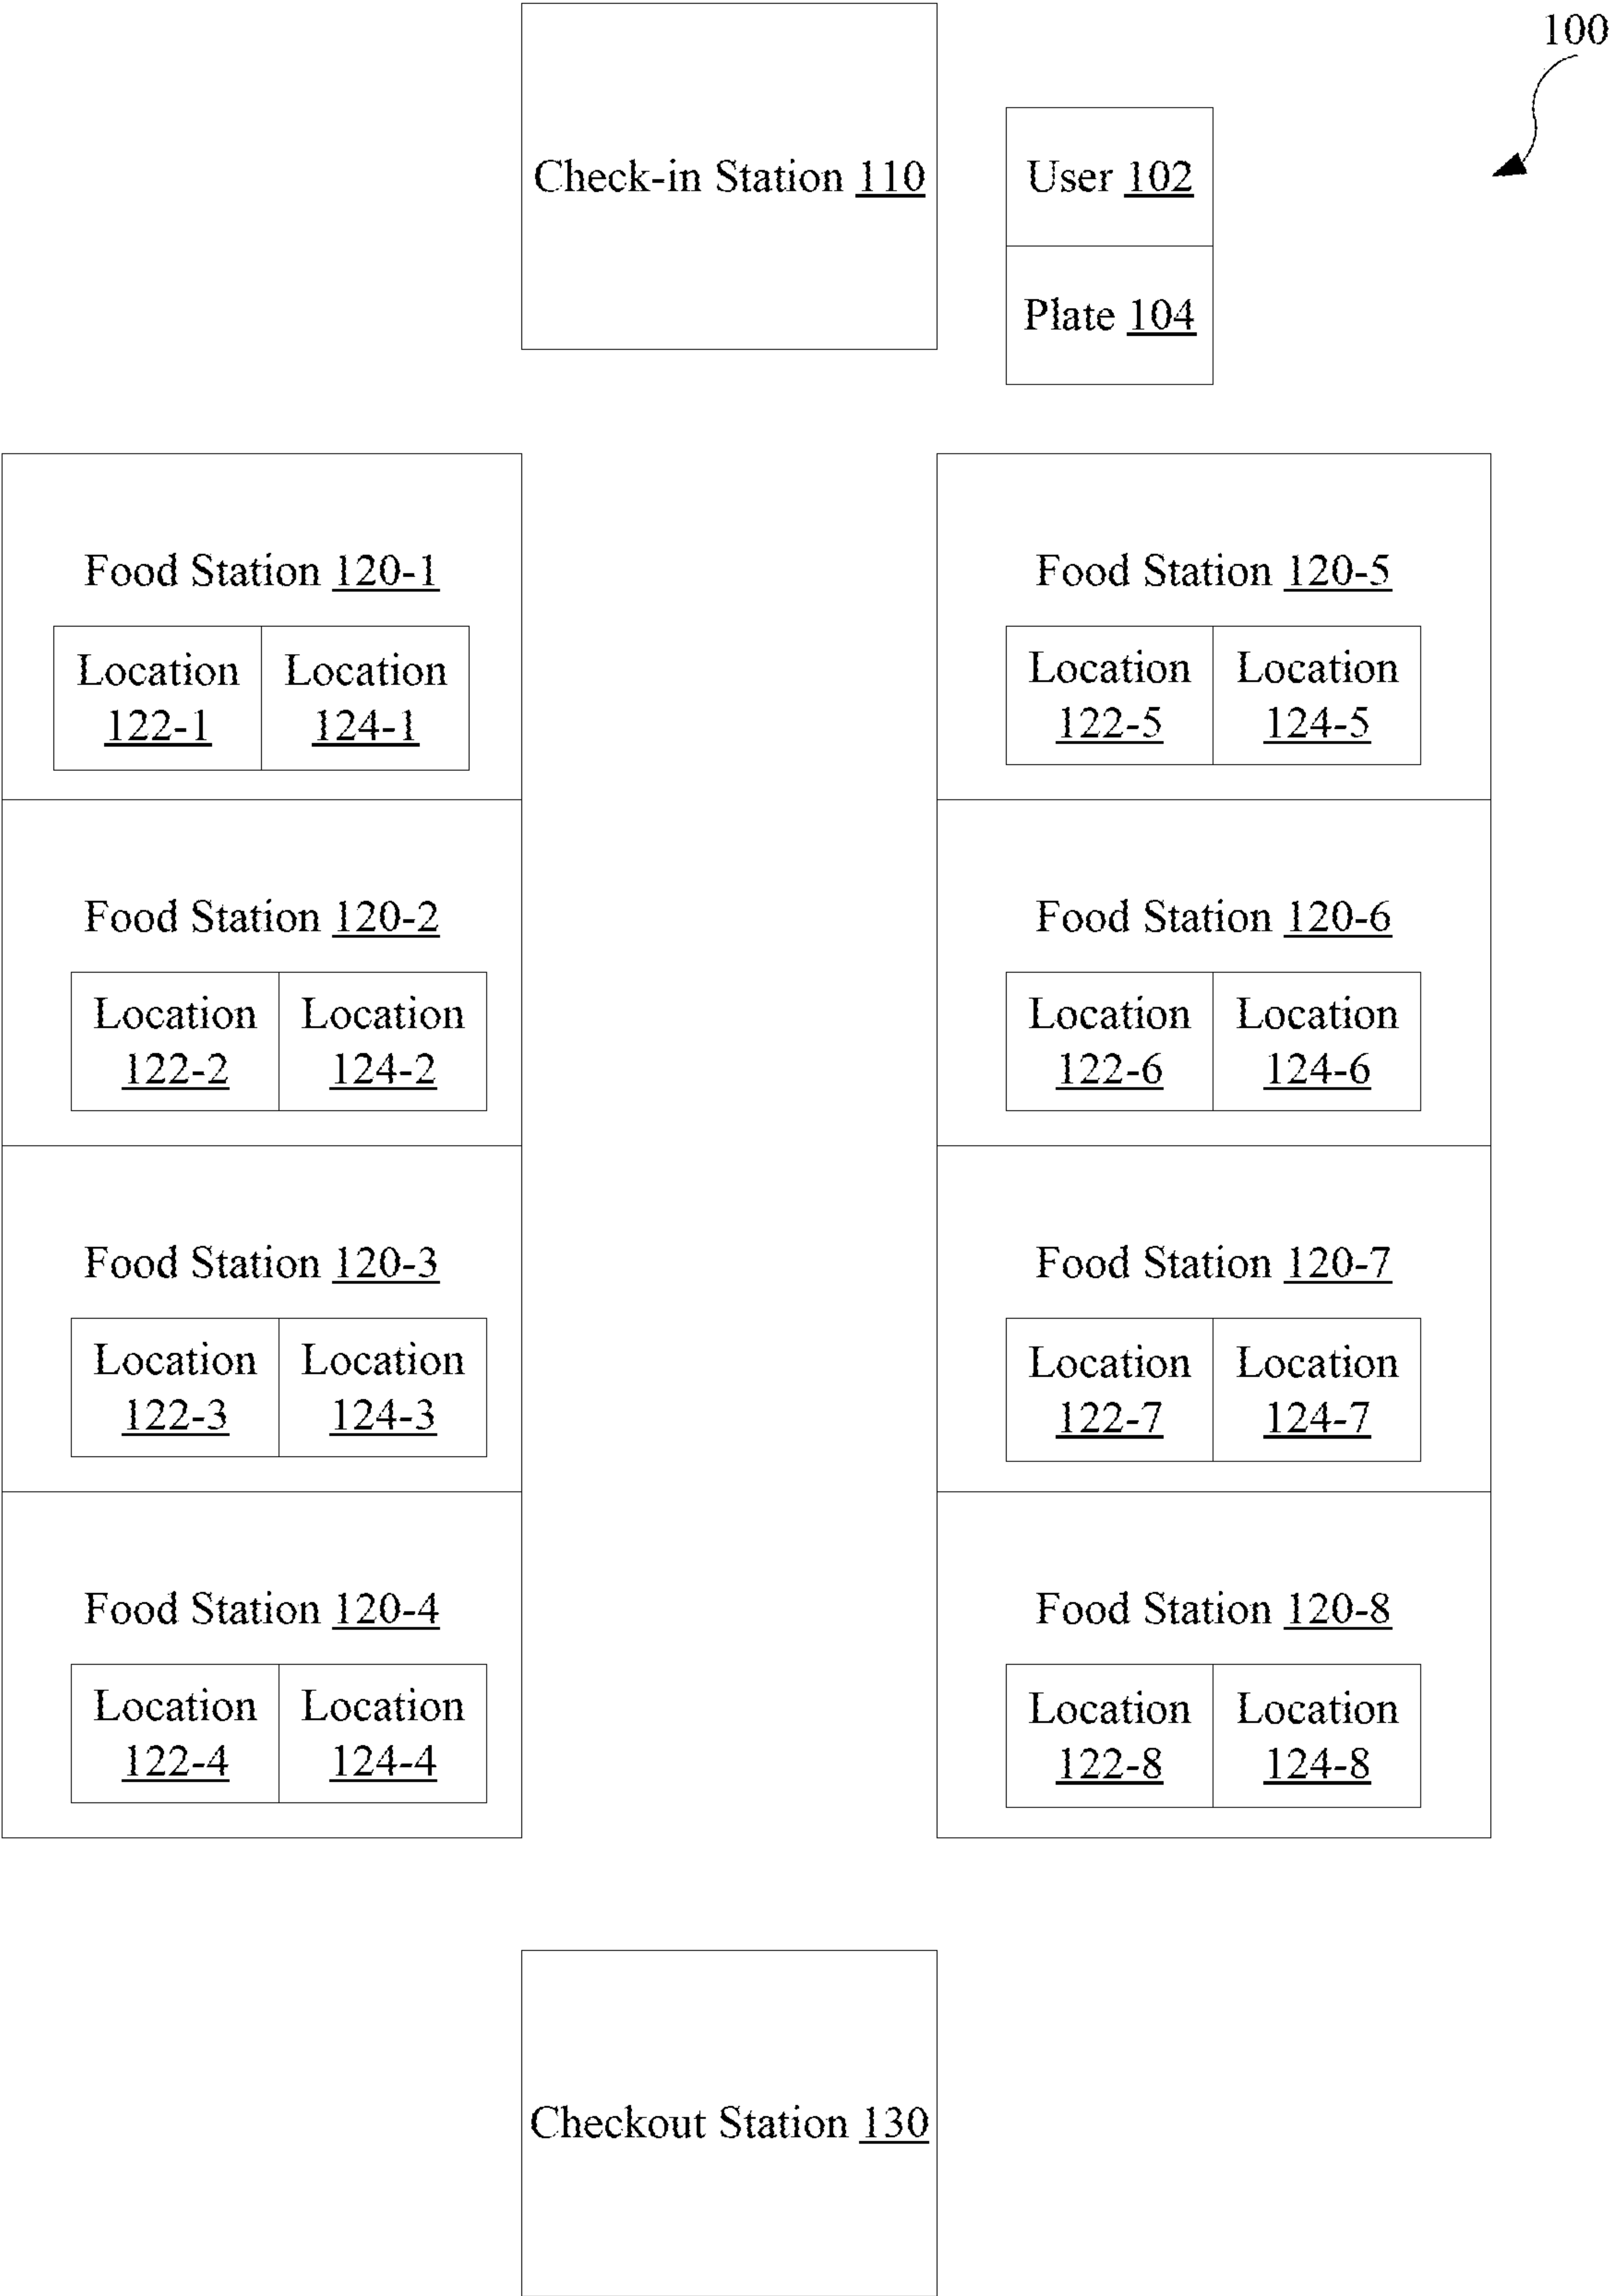 100
Check-in Station 110
User 102
Plate 104
Food Station 120-1
Location
122-1
Location
124-1
Food Station 120-2
Location
122-2
Location
124-2
Food Station 120-3
Location
122-3
Location
124-3
Food Station 120-4
Location
122-4
Location
124-4
Food Station 120-5
Location
122-5
Location
124-5
Food Station 120-6
Location
122-6
Location
124-6
Food Station 120-7
Location
122-7
Location
124-7
Food Station 120-8
Location
122-8
Location
124-8
Checkout Station 130